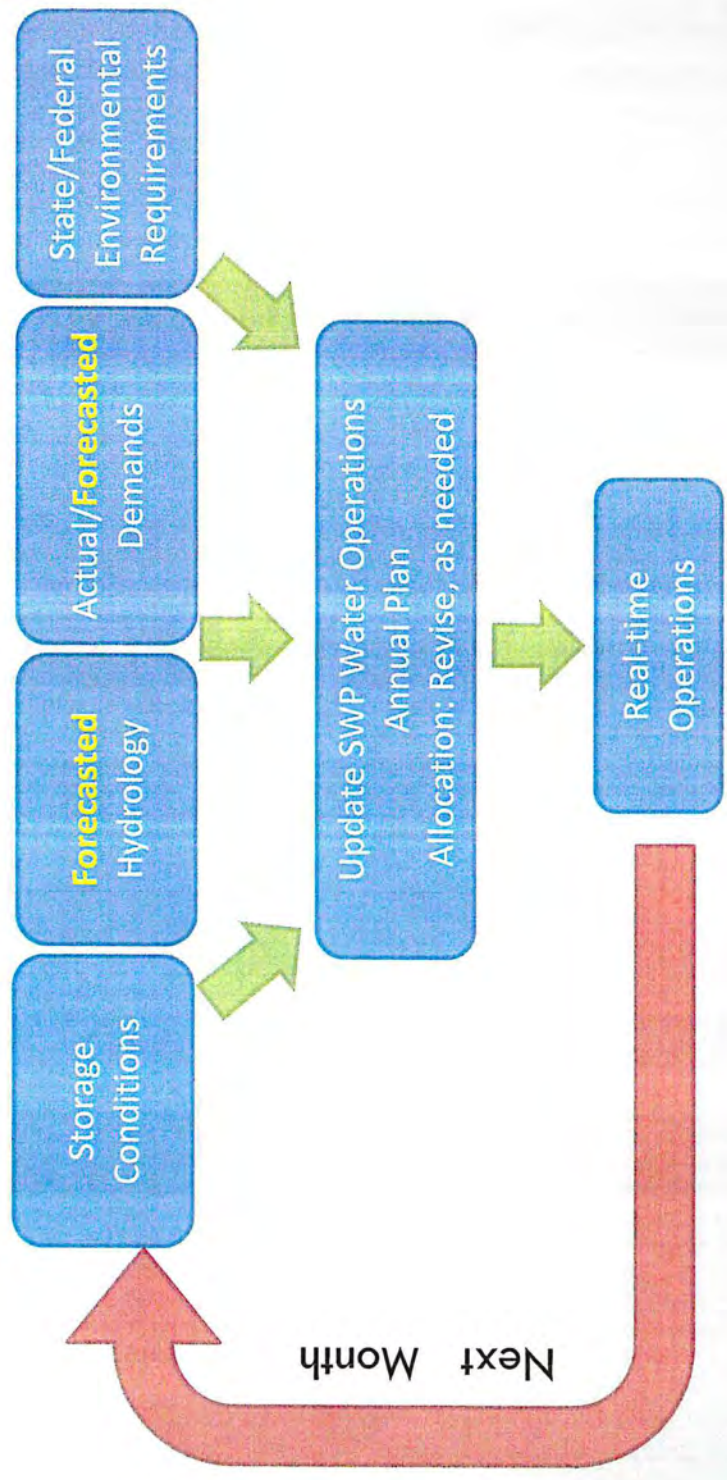 Storage
Conditions
Forecasted
Hydrology
Actual/Forecasted
Demands
State/Federal
Environmental
Requirements
Update SWP Water Operations
Annual Plan
Allocation: Revise, as needed
Real-time
Operations
Next Month